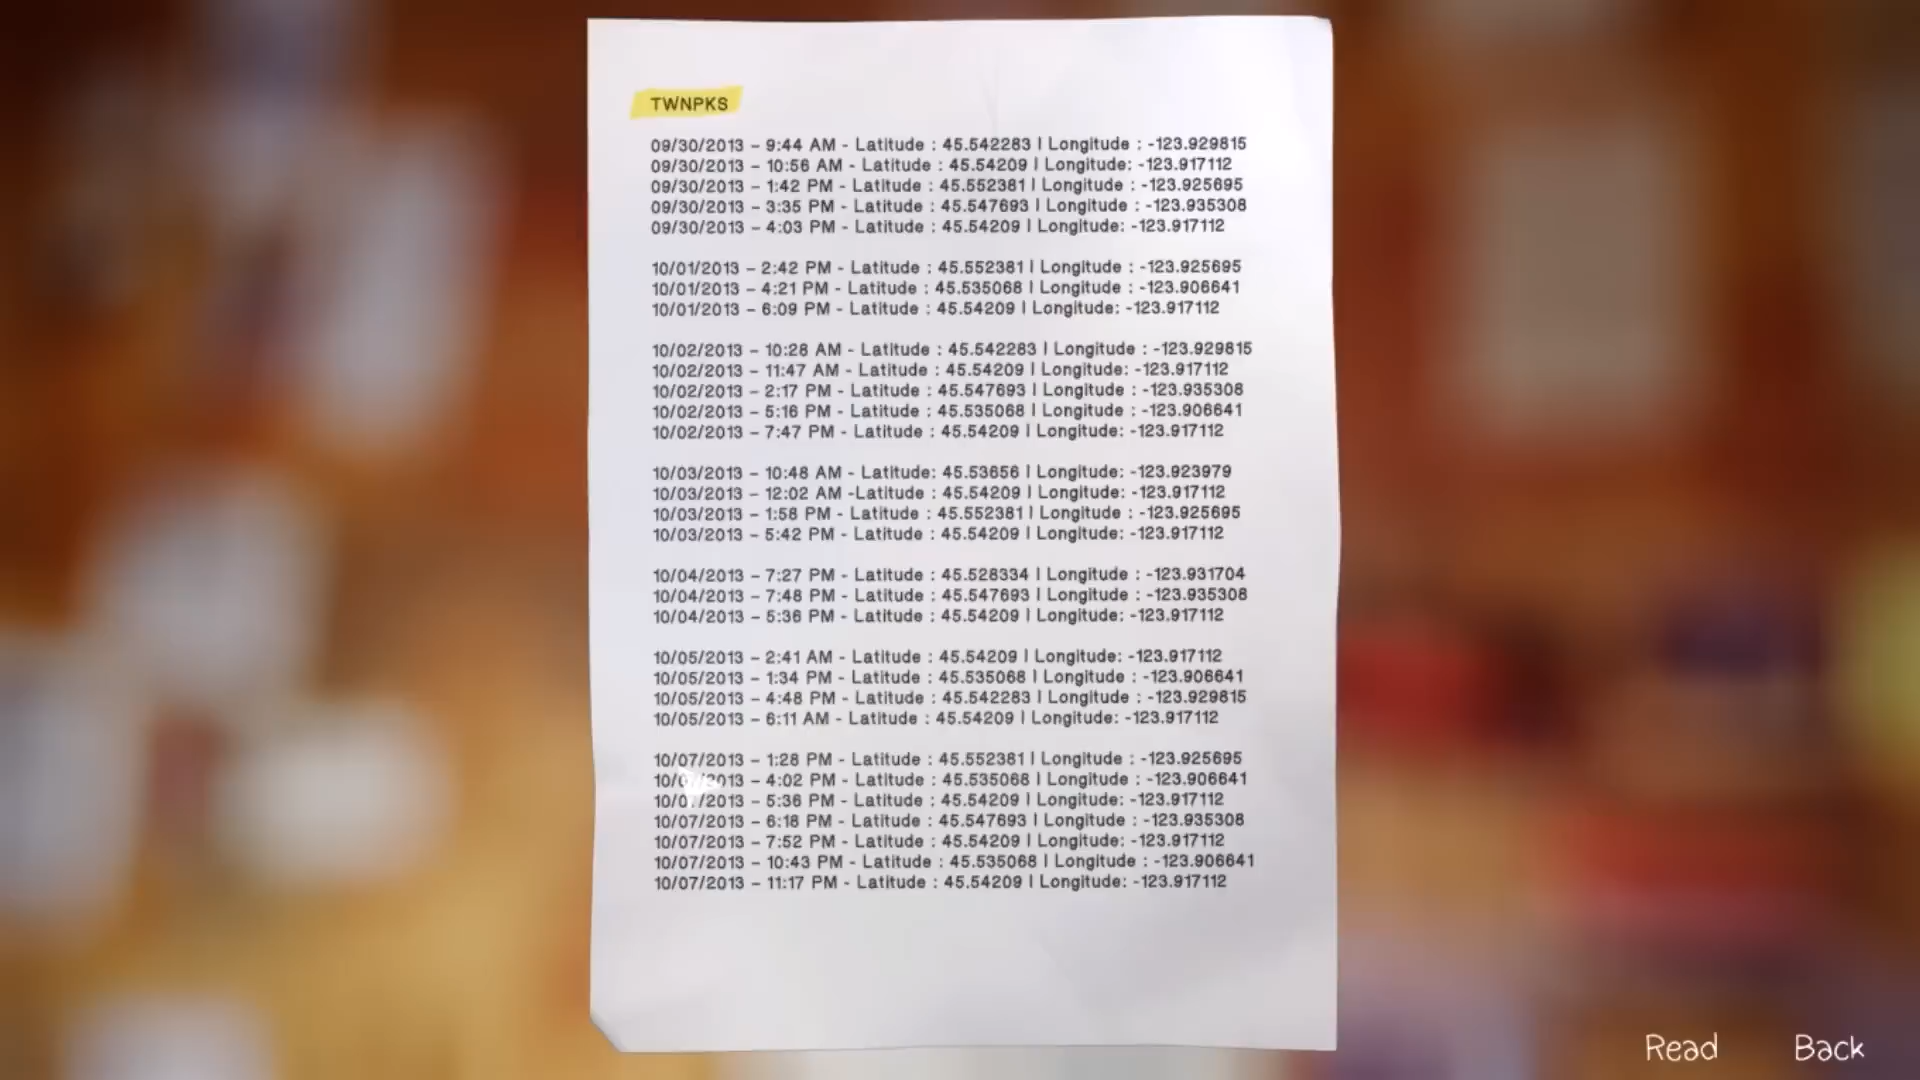 TWNPKS
09/30/2013 – 9:44 AM - Latitude : 45.542283 | Longitude : -123.929815
09/30/2013 – 10:56 AM - Latitude : 45.54209 | Longitude: -123.917112
09/30/2013 – 1:42 PM - Latitude : 45.552381 | Longitude : -123.925695
09/30/2013 – 3:35 PM - Latitude : 45.547693 | Longitude : -123.935308
09/30/2013 – 4:03 PM - Latitude : 45.54209 | Longitude: -123.917112
10/01/2013 – 2:42 PM - Latitude : 45.552381 | Longitude : -123.925695
10/01/2013 – 4:21 PM - Latitude : 45.535068 | Longitude : -123.906641
10/01/2013 – 6:09 PM - Latitude : 45.54209 | Longitude: -123.917112
10/02/2013 – 10:28 AM - Latitude : 45.542283 | Longitude : -123.929815
10/02/2013 – 11:47 AM - Latitude : 45.54209 | Longitude: -123.917112
10/02/2013 – 2:17 PM - Latitude : 45.547693 | Longitude : -123.935308
10/02/2013 – 5:16 PM - Latitude : 45.535068 | Longitude : -123.906641
10/02/2013 – 7:47 PM - Latitude : 45.54209 | Longitude: -123.917112
10/03/2013 – 10:48 AM - Latitude: 45.53656 | Longitude: -123.923979
10/03/2013 – 12:02 AM -Latitude : 45.54209 | Longitude: -123.917112
10/03/2013 – 1:58 PM - Latitude : 45.552381 | Longitude : -123.925695
10/03/2013 – 5:42 PM - Latitude : 45.54209 | Longitude: -123.917112
10/04/2013 – 7:27 PM - Latitude : 45.528334 | Longitude : -123.931704
10/04/2013 – 7:48 PM - Latitude : 45.547693 | Longitude : -123.935308
10/04/2013 – 5:36 PM - Latitude : 45.54209 | Longitude: -123.917112
10/05/2013 – 2:41 AM - Latitude : 45.54209 | Longitude: -123.917112
10/05/2013 – 1:34 PM - Latitude : 45.535068 | Longitude : -123.906641
10/05/2013 – 4:48 PM - Latitude : 45.542283 | Longitude : -123.929815
10/05/2013 – 6:11 AM - Latitude : 45.54209 | Longitude: -123.917112
10/07/2013 – 1:28 PM - Latitude : 45.552381 | Longitude : -123.925695
10/07/2013 – 4:02 PM - Latitude : 45.535068 | Longitude : -123.906641
10/07/2013 – 5:36 PM - Latitude : 45.54209 | Longitude: -123.917112
10/07/2013 – 6:18 PM - Latitude : 45.547693 | Longitude : -123.935308
10/07/2013 – 7:52 PM - Latitude : 45.54209 | Longitude: -123.917112
10/07/2013 – 10:43 PM - Latitude : 45.535068 | Longitude : -123.906641
10/07/2013 – 11:17 PM - Latitude : 45.54209 | Longitude: -123.917112
Read Back